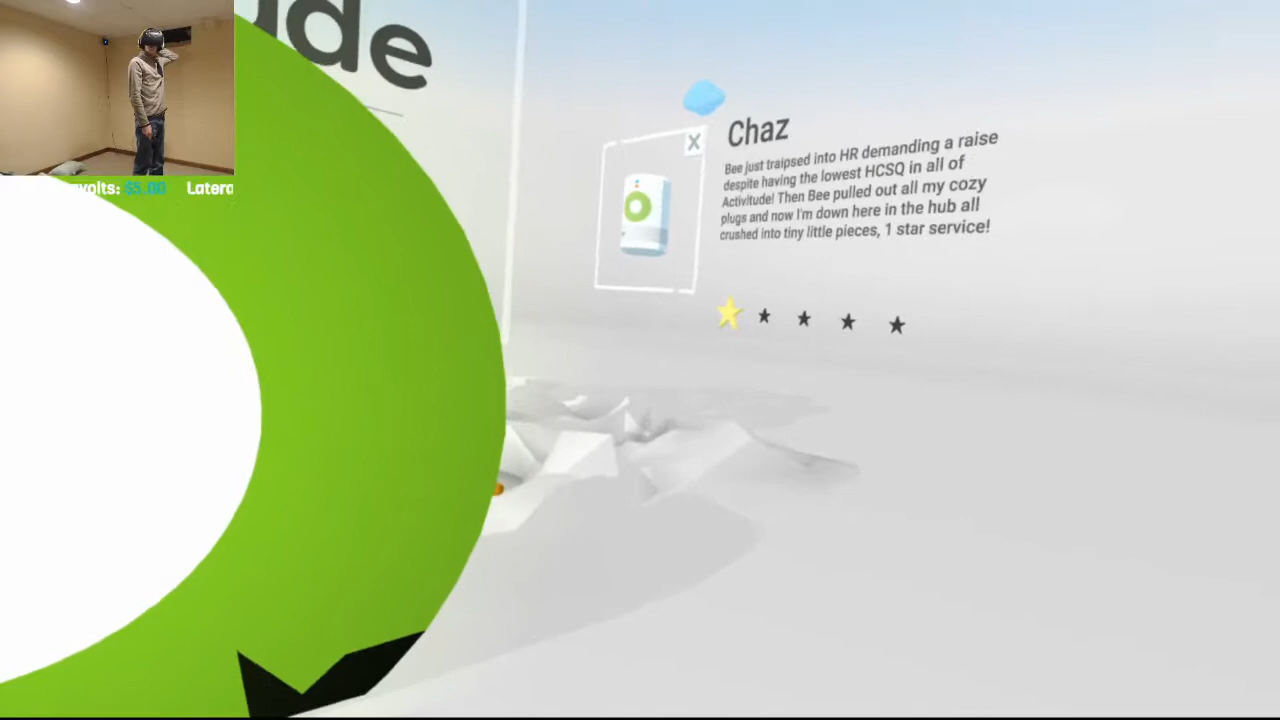 ude
volts: $5.00 Latera
X
Chaz
Bee just traipsed into HR demanding a raise
despite having the lowest HCSQ in all of
Activitude! Then Bee pulled out all my cozy
plugs and now I'm down here in the hub all
crushed into tiny little pieces, 1 star service!